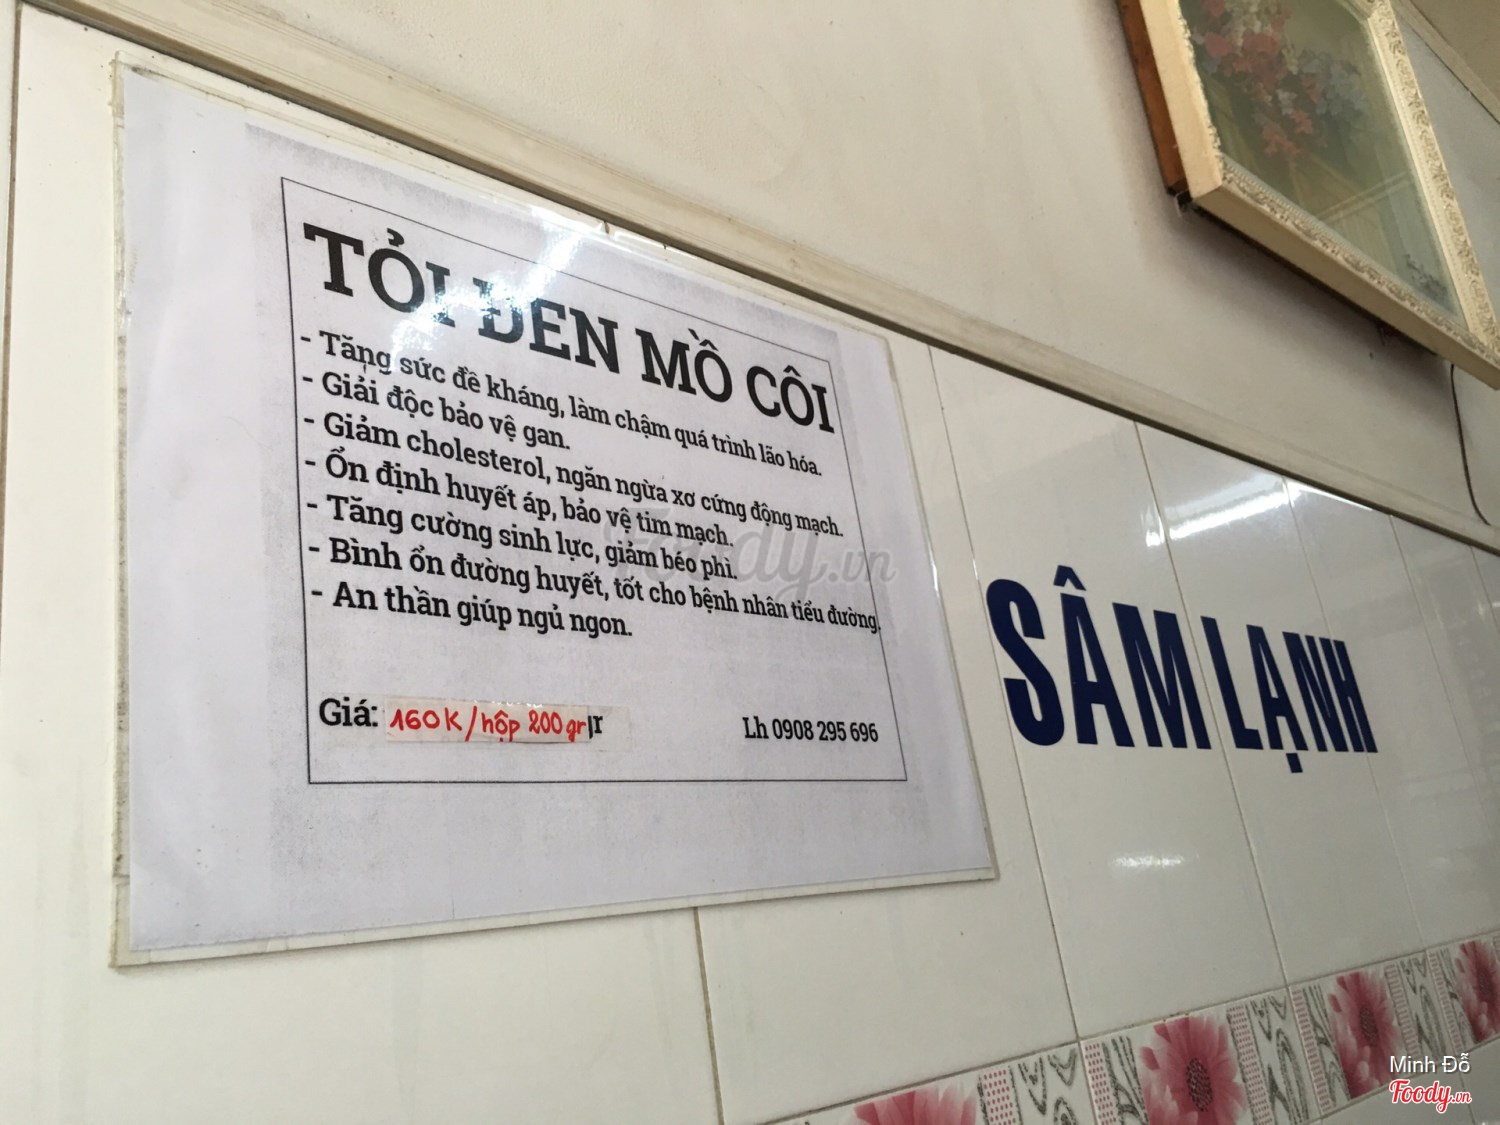 TỎI ĐEN MỒ CÔI
- Tăng sức đề kháng, làm chậm quá trình lão hóa.
- Giải độc bảo vệ gan.
- Giảm cholesterol, ngăn ngừa xơ cứng động mạch.
- Ổn định huyết áp, bảo vệ tim mạch.
- Tăng cường sinh lực, giảm béo phì.
- Bình ổn đường huyết, tốt cho bệnh nhân tiểu đường.
- An thần giúp ngủ ngon.
Giá: 160K/hộp 200gr
Lh 0908 295 696
SÂM LẠNH
Foody.vn
Minh Đỗ
Foody.vn